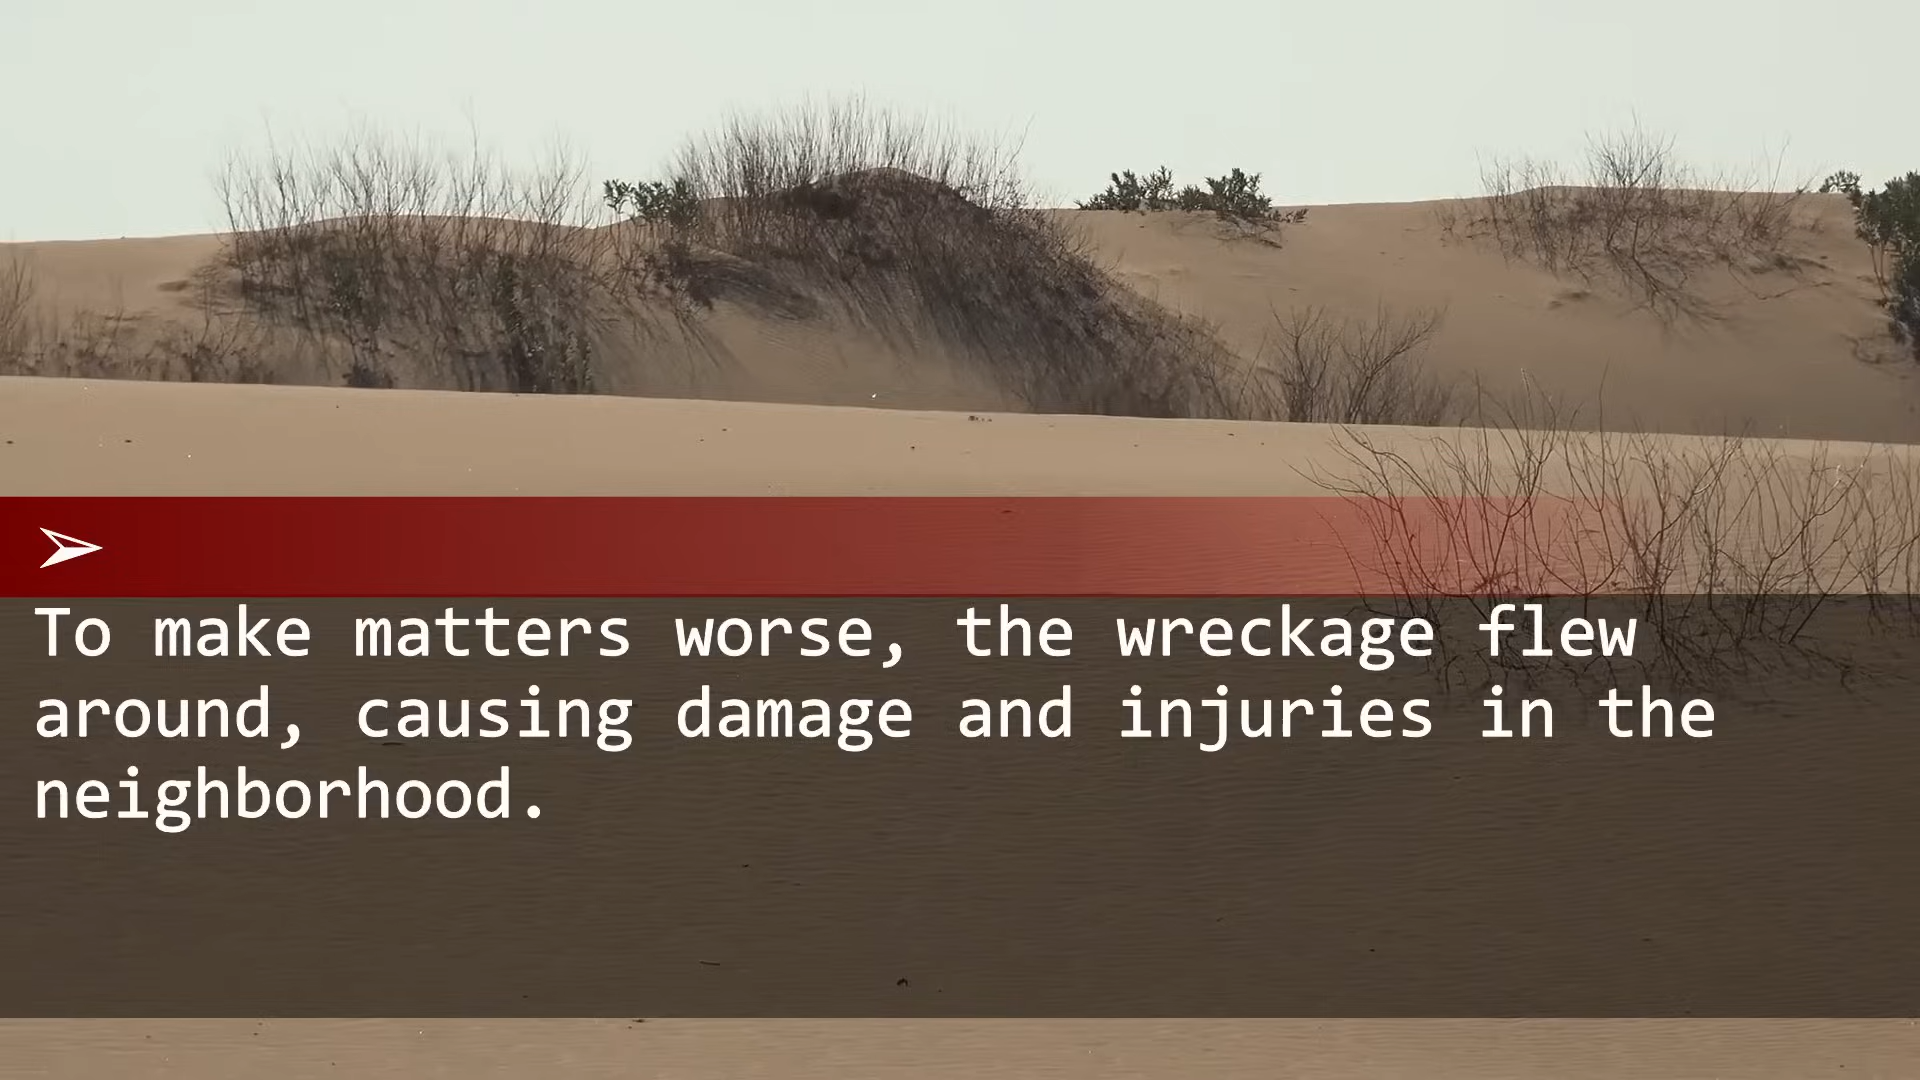 To make matters worse, the wreckage flew
around, causing damage and injuries in the
neighborhood.